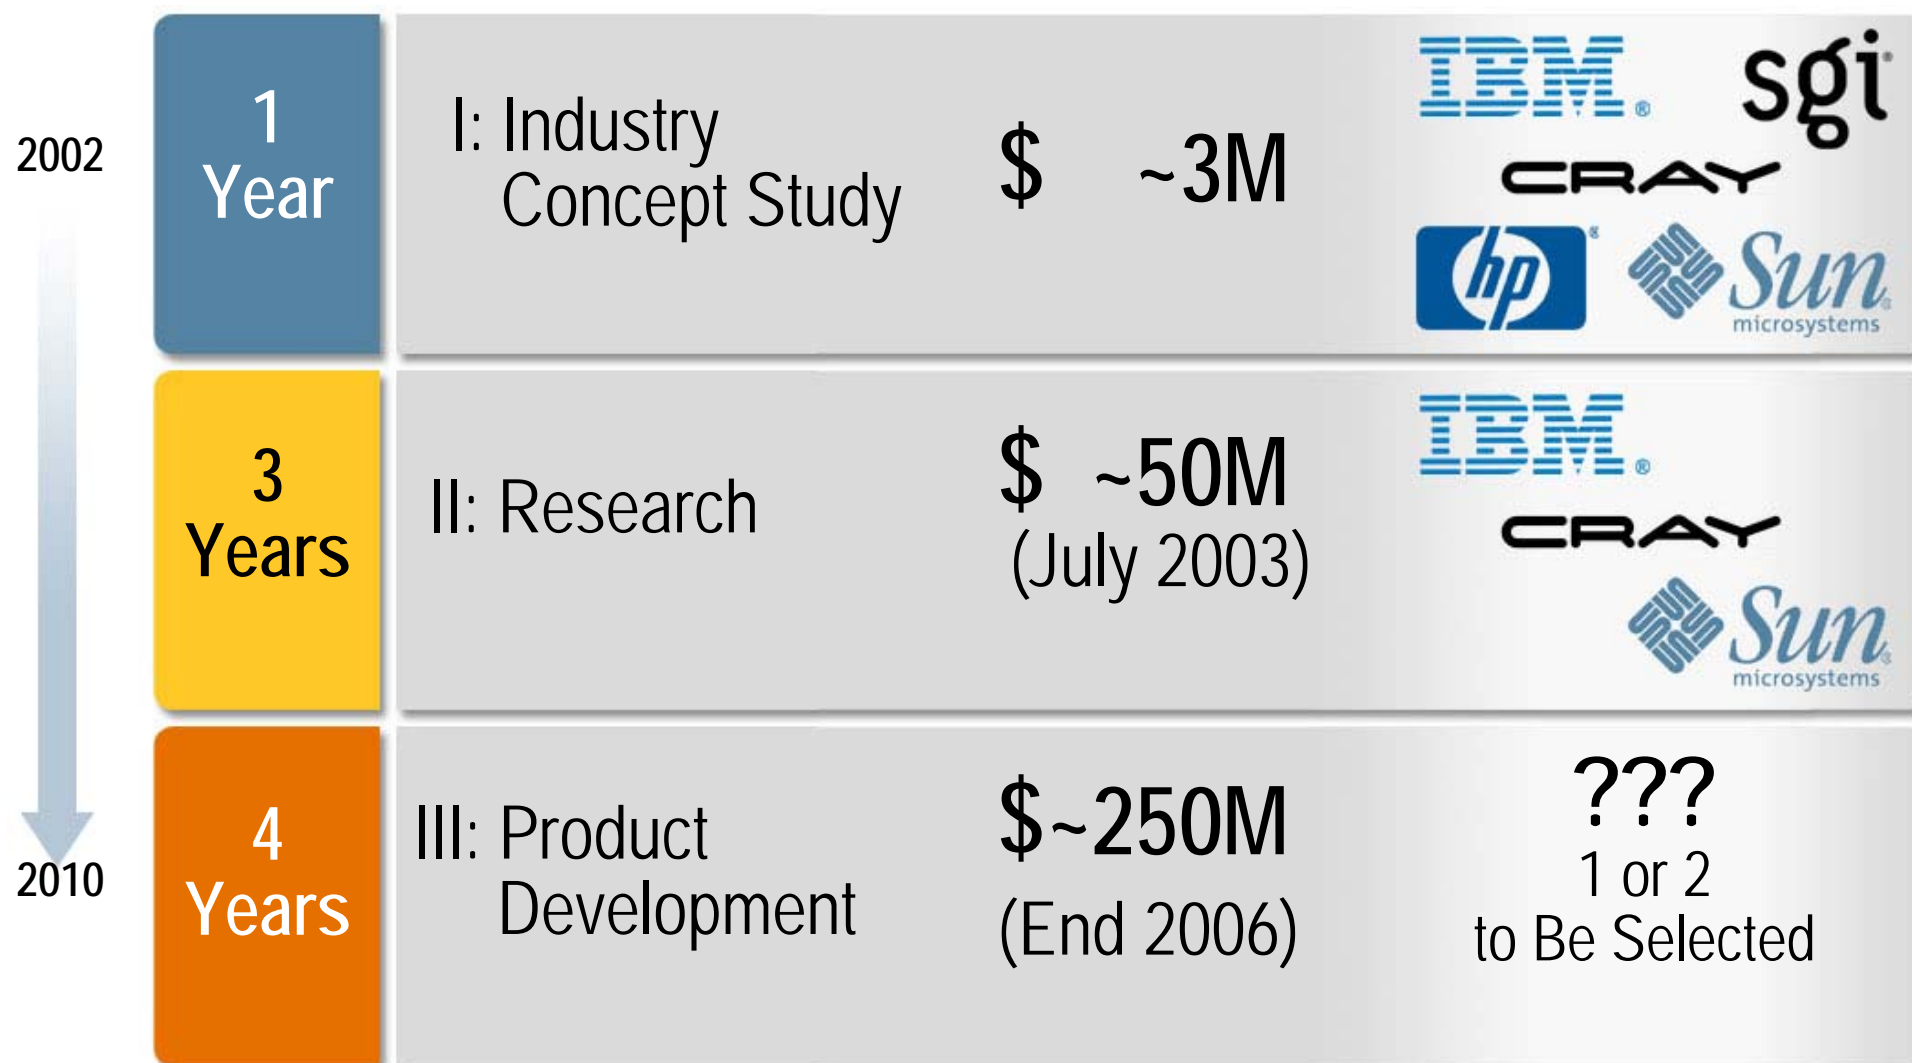 2002
1
Year
I: Industry
Concept Study
$ ~3M
IBM®
sgi
CRAY
hp®
Sun
microsystems
3
Years
II: Research
$ ~50M
(July 2003)
IBM®
CRAY
Sun
microsystems
2010
4
Years
III: Product
Development
$~250M
(End 2006)
???
1 or 2
to Be Selected